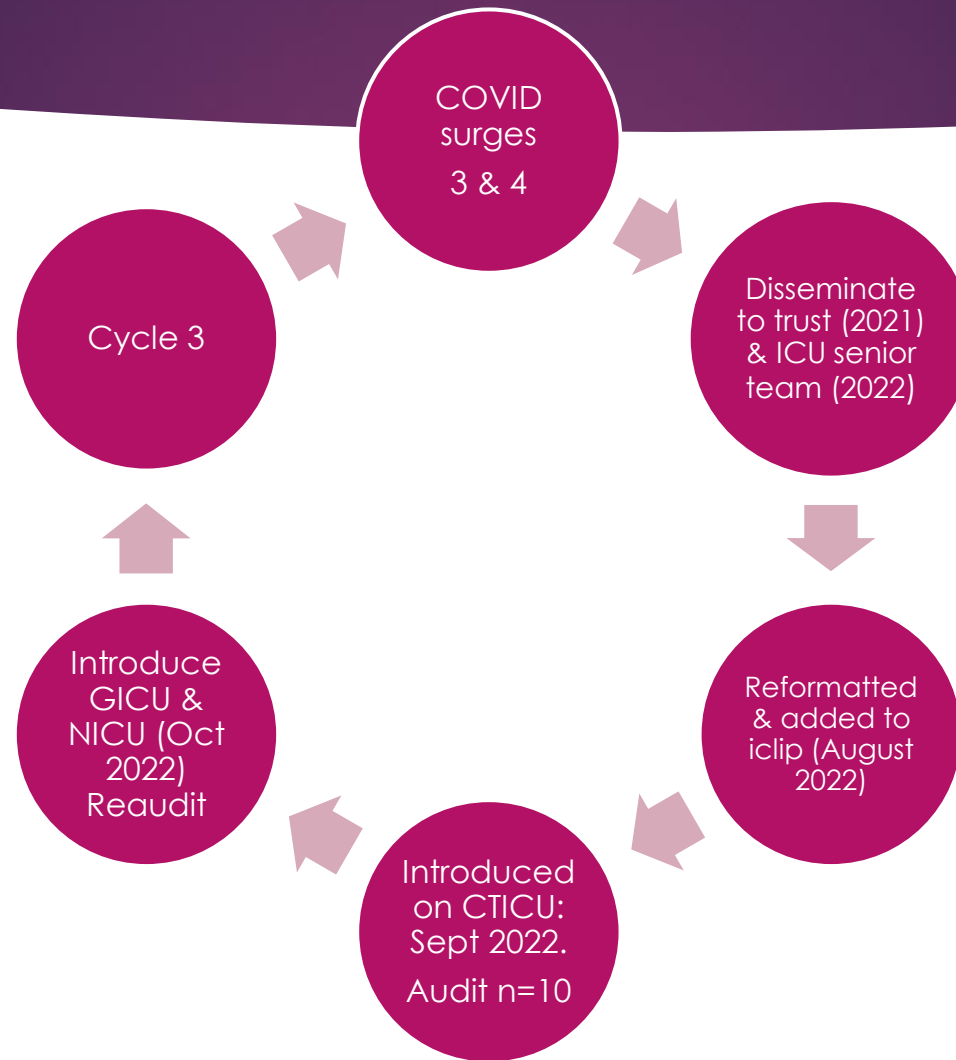 COVID
surges
3 & 4
Disseminate
to trust (2021)
& ICU senior
team (2022)
Reformatted
& added to
iclip (August
2022)
Introduced
on CTICU:
Sept 2022.
Audit n=10
Introduce
GICU &
NICU (Oct
2022)
Reaudit
Cycle 3